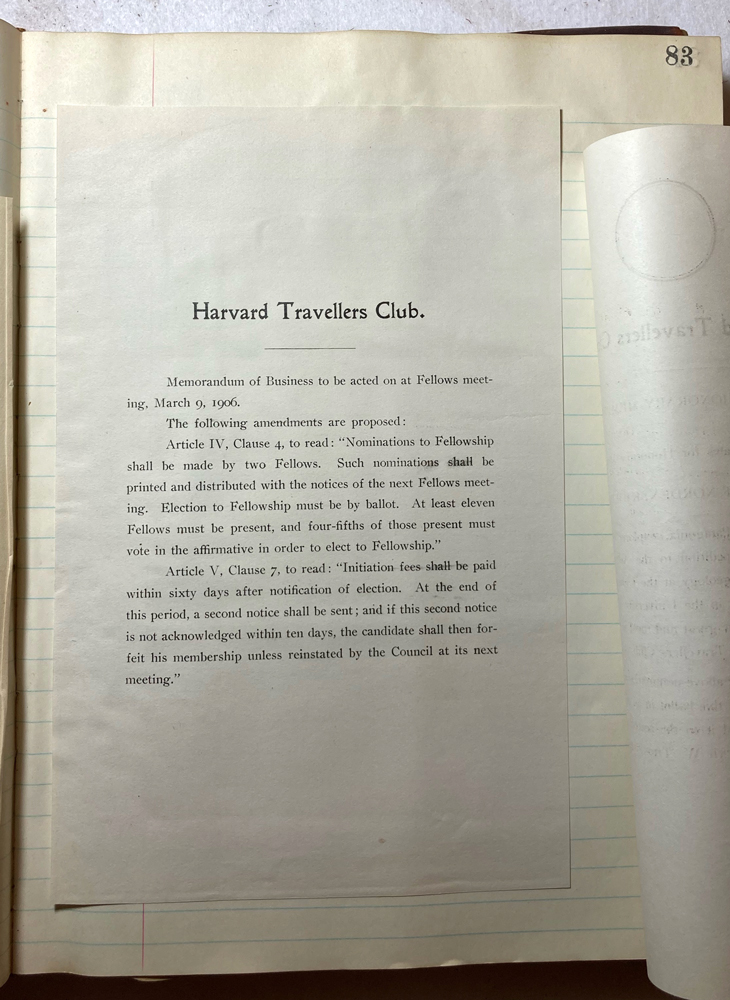 83
Harvard Travellers Club.
Memorandum of Business to be acted on at Fellows meet-
ing, March 9, 1906.
The following amendments are proposed:
Article IV, Clause 4, to read: "Nominations to Fellowship
shall be made by two Fellows. Such nominations shall be
printed and distributed with the notices of the next Fellows meet-
ing. Election to Fellowship must be by ballot. At least eleven
Fellows must be present, and four-fifths of those present must
vote in the affirmative in order to elect to Fellowship."
Article V, Clause 7, to read: "Initiation fees shall be paid
within sixty days after notification of election. At the end of
this period, a second notice shall be sent; and if this second notice
is not acknowledged within ten days, the candidate shall then for-
feit his membership unless reinstated by the Council at its next
meeting."